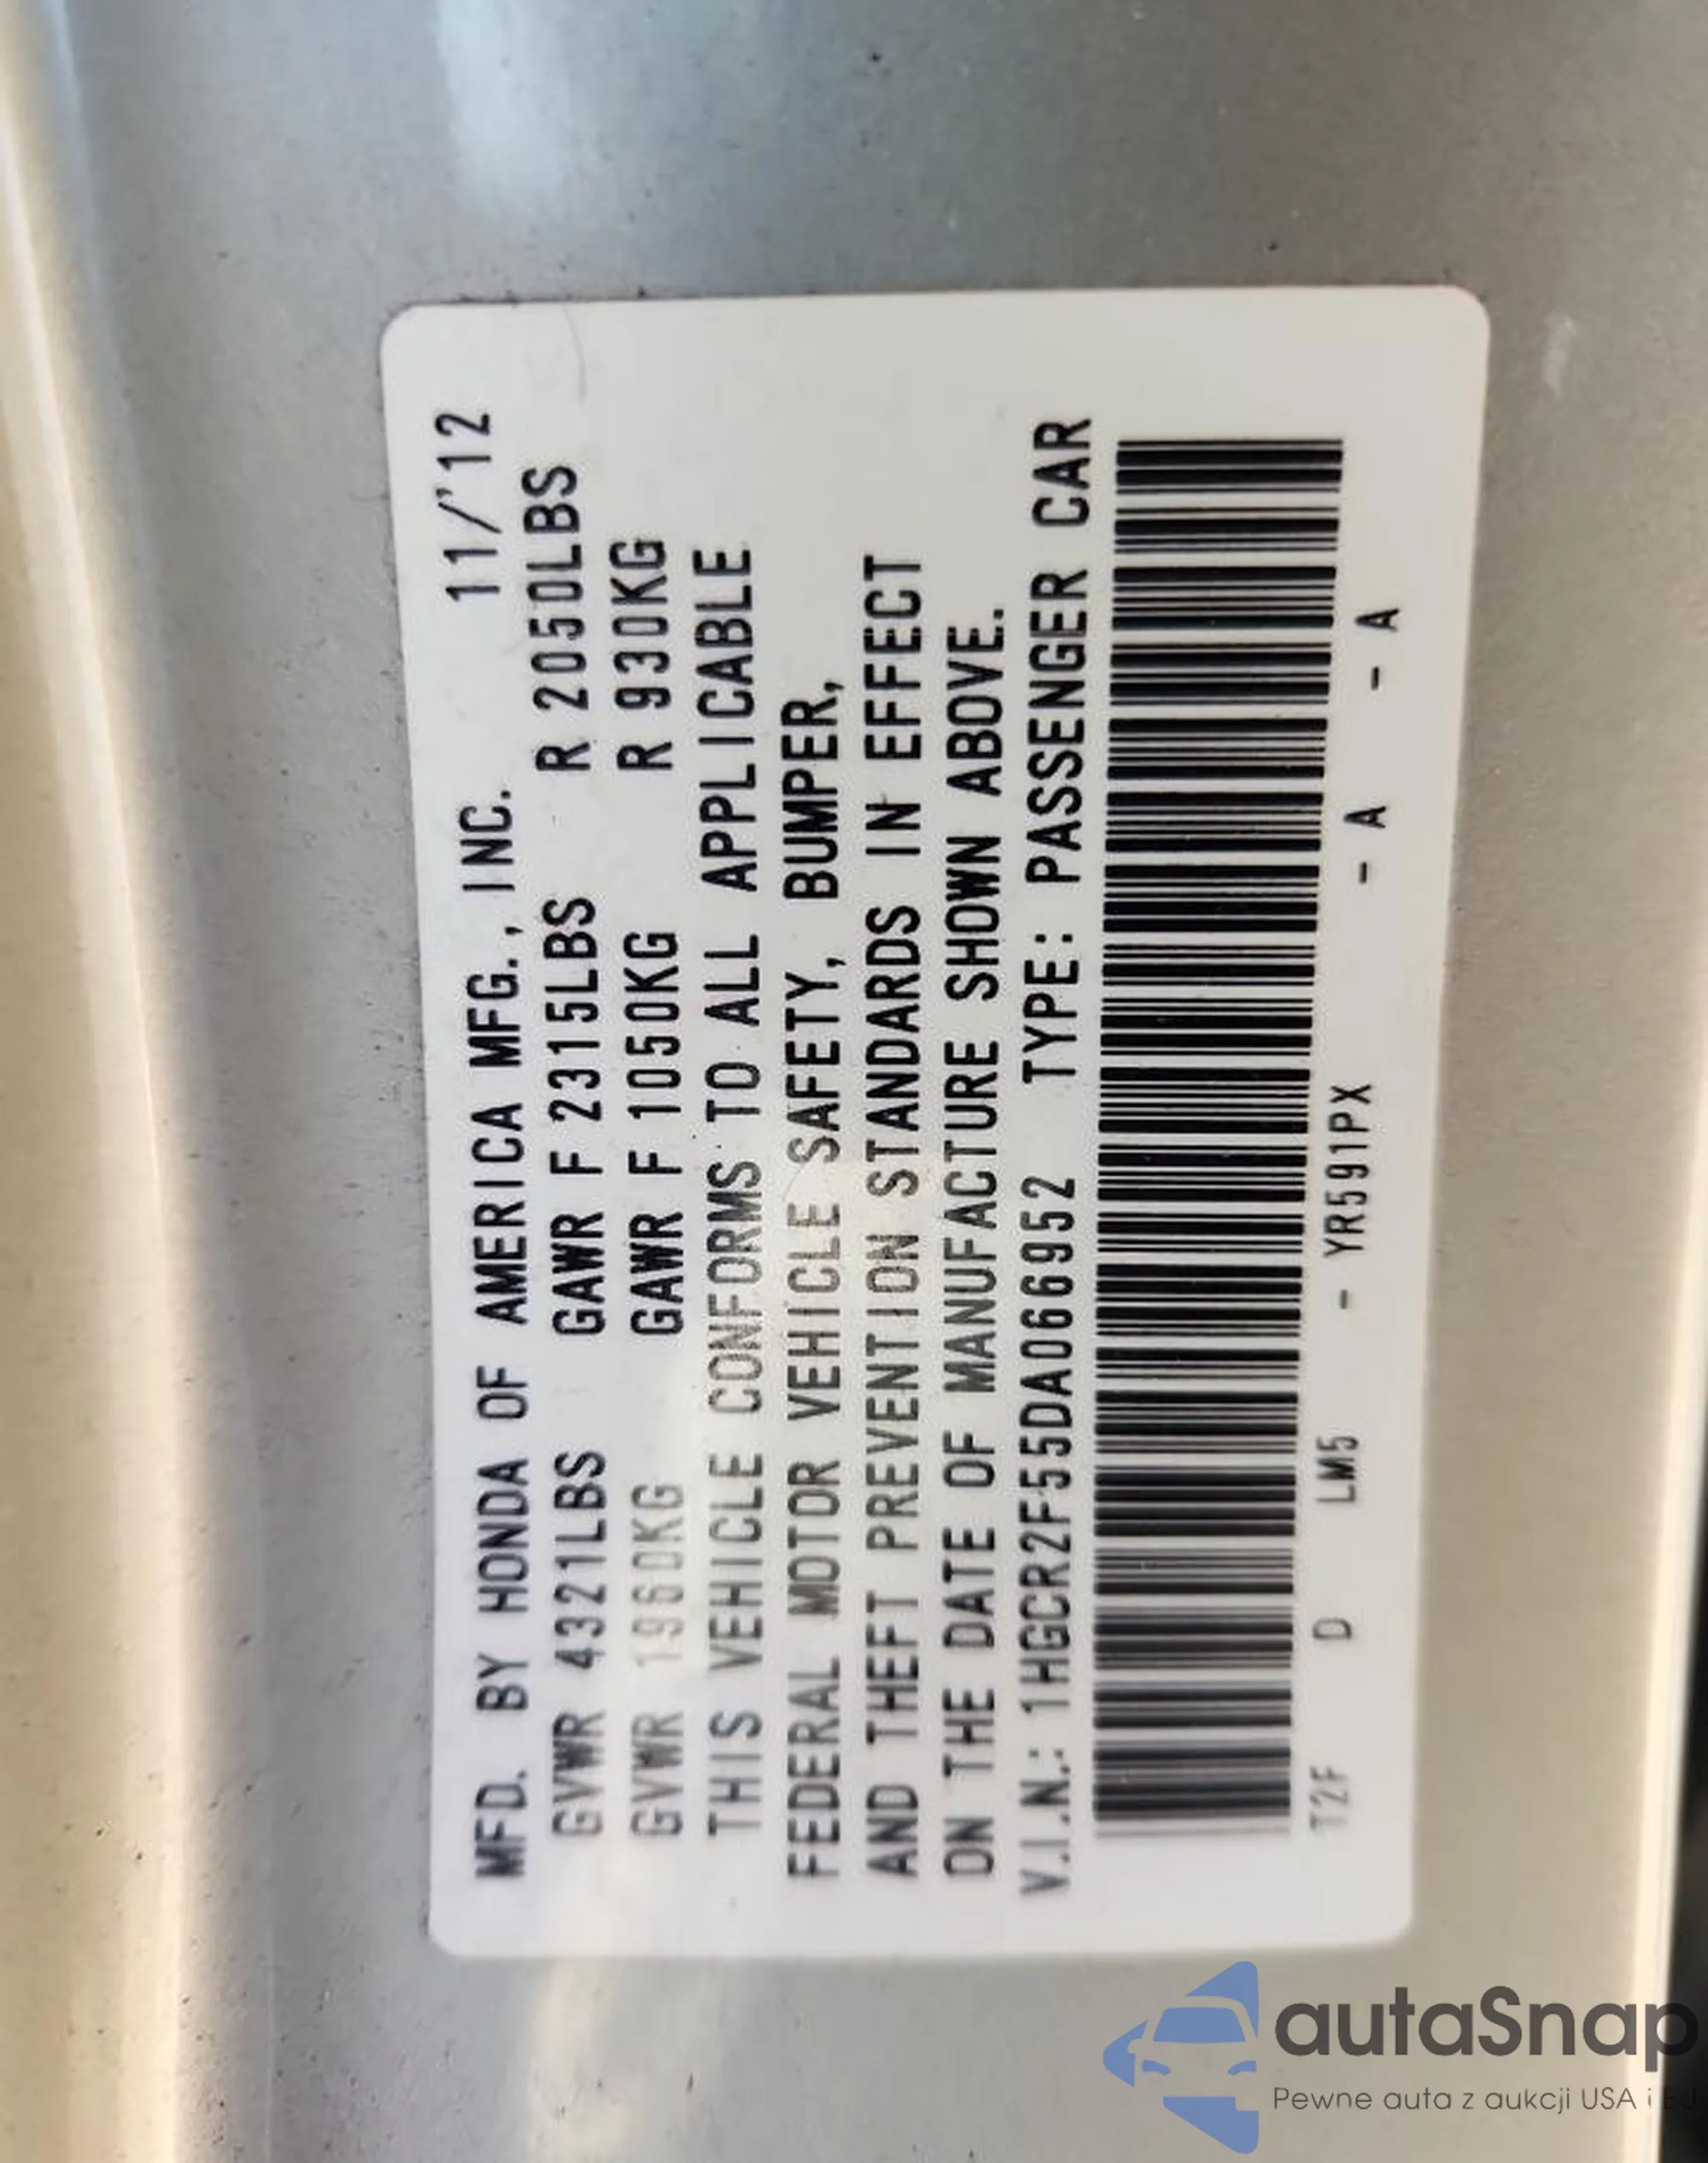 MFD. BY HONDA OF AMERICA MFG., INC. 11/'12
GVWR 4321LBS GAWR F 2315LBS R 2050LBS
GVWR 1960KG GAWR F 1050KG R 930KG
THIS VEHICLE CONFORMS TO ALL APPLICABLE
FEDERAL MOTOR VEHICLE SAFETY, BUMPER,
AND THEFT PREVENTION STANDARDS IN EFFECT
ON THE DATE OF MANUFACTURE SHOWN ABOVE.
V.I.N.: 1HGCR2F55DA066952 TYPE: PASSENGER CAR
T2F D LM5 - YR591PX - A - A
autaSnap
Pewne auta z aukcji USA i EU